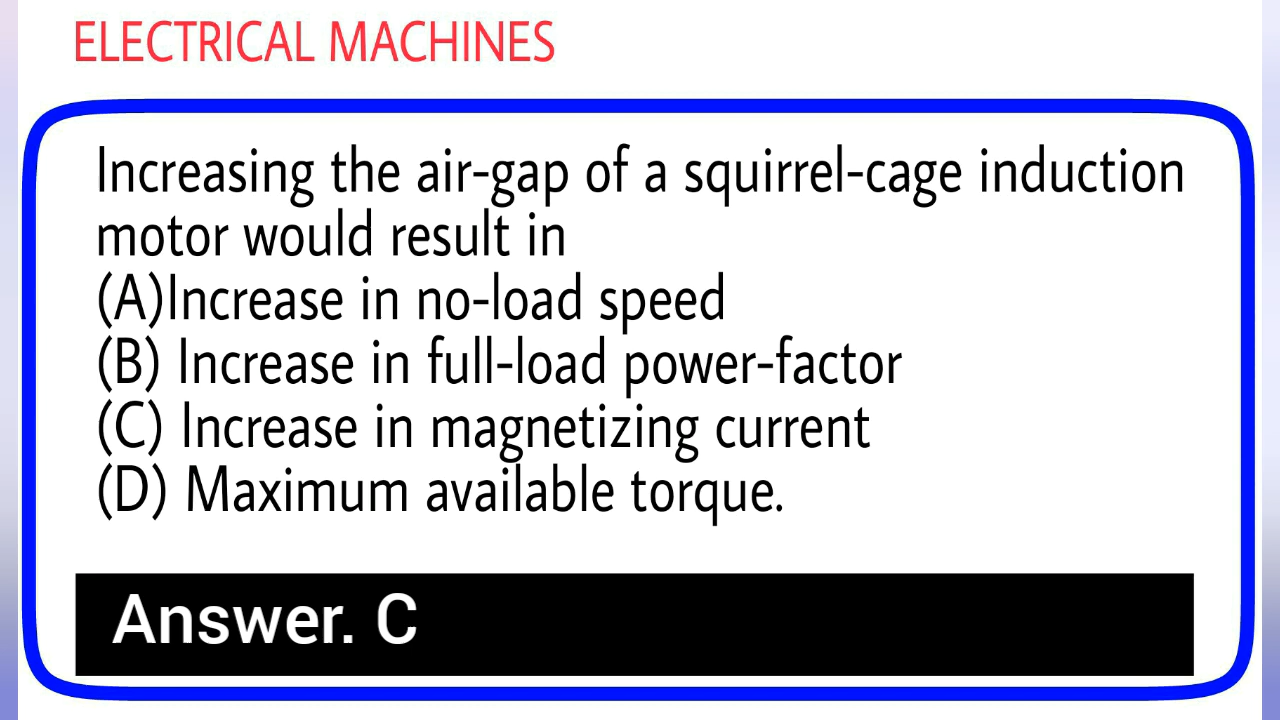 ELECTRICAL MACHINES
Increasing the air-gap of a squirrel-cage induction
motor would result in
(A)Increase in no-load speed
(B) Increase in full-load power-factor
(C) Increase in magnetizing current
(D) Maximum available torque.
Answer. C